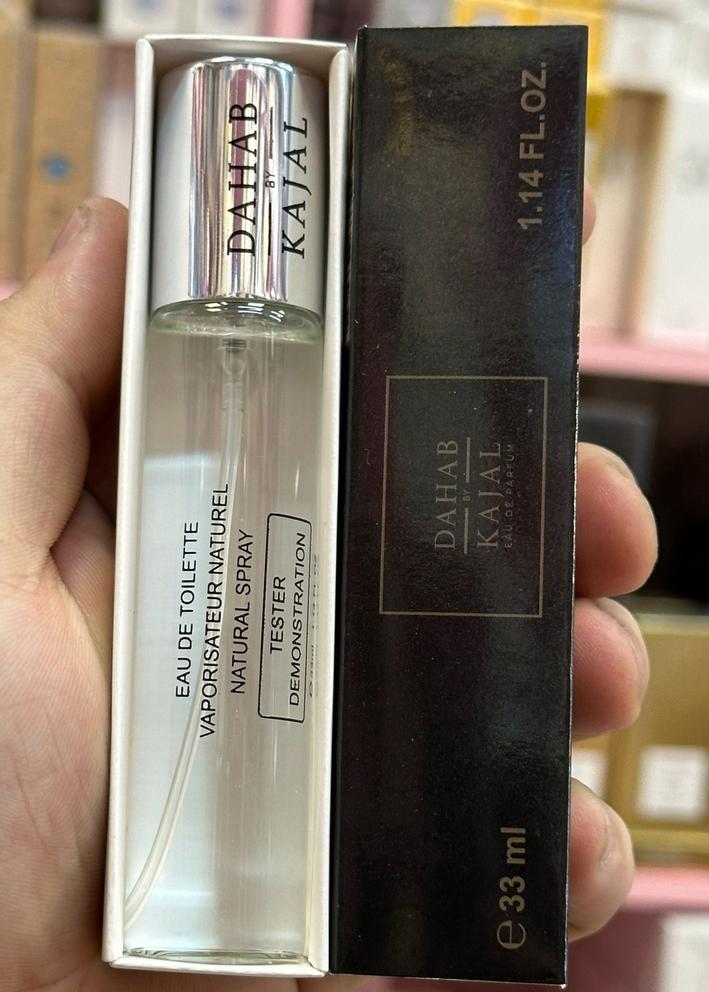 DAHAB
BY
KAJAL
EAU DE TOILETTE
VAPORISATEUR NATUREL
NATURAL SPRAY
TESTER
DEMONSTRATION
1.14 FL.OZ.
DAHAB
BY
KAJAL
EAU DE PARFUM
e 33 ml